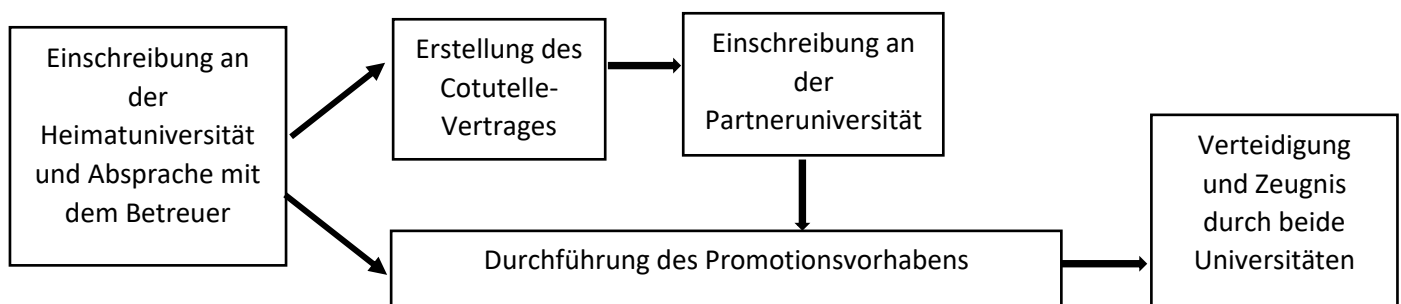 Einschreibung an
der
Heimatuniversität
und Absprache mit
dem Betreuer
Erstellung des
Cotutelle-
Vertrages
Einschreibung an
der
Partneruniversität
Durchführung des Promotionsvorhabens
Verteidigung
und Zeugnis
durch beide
Universitäten